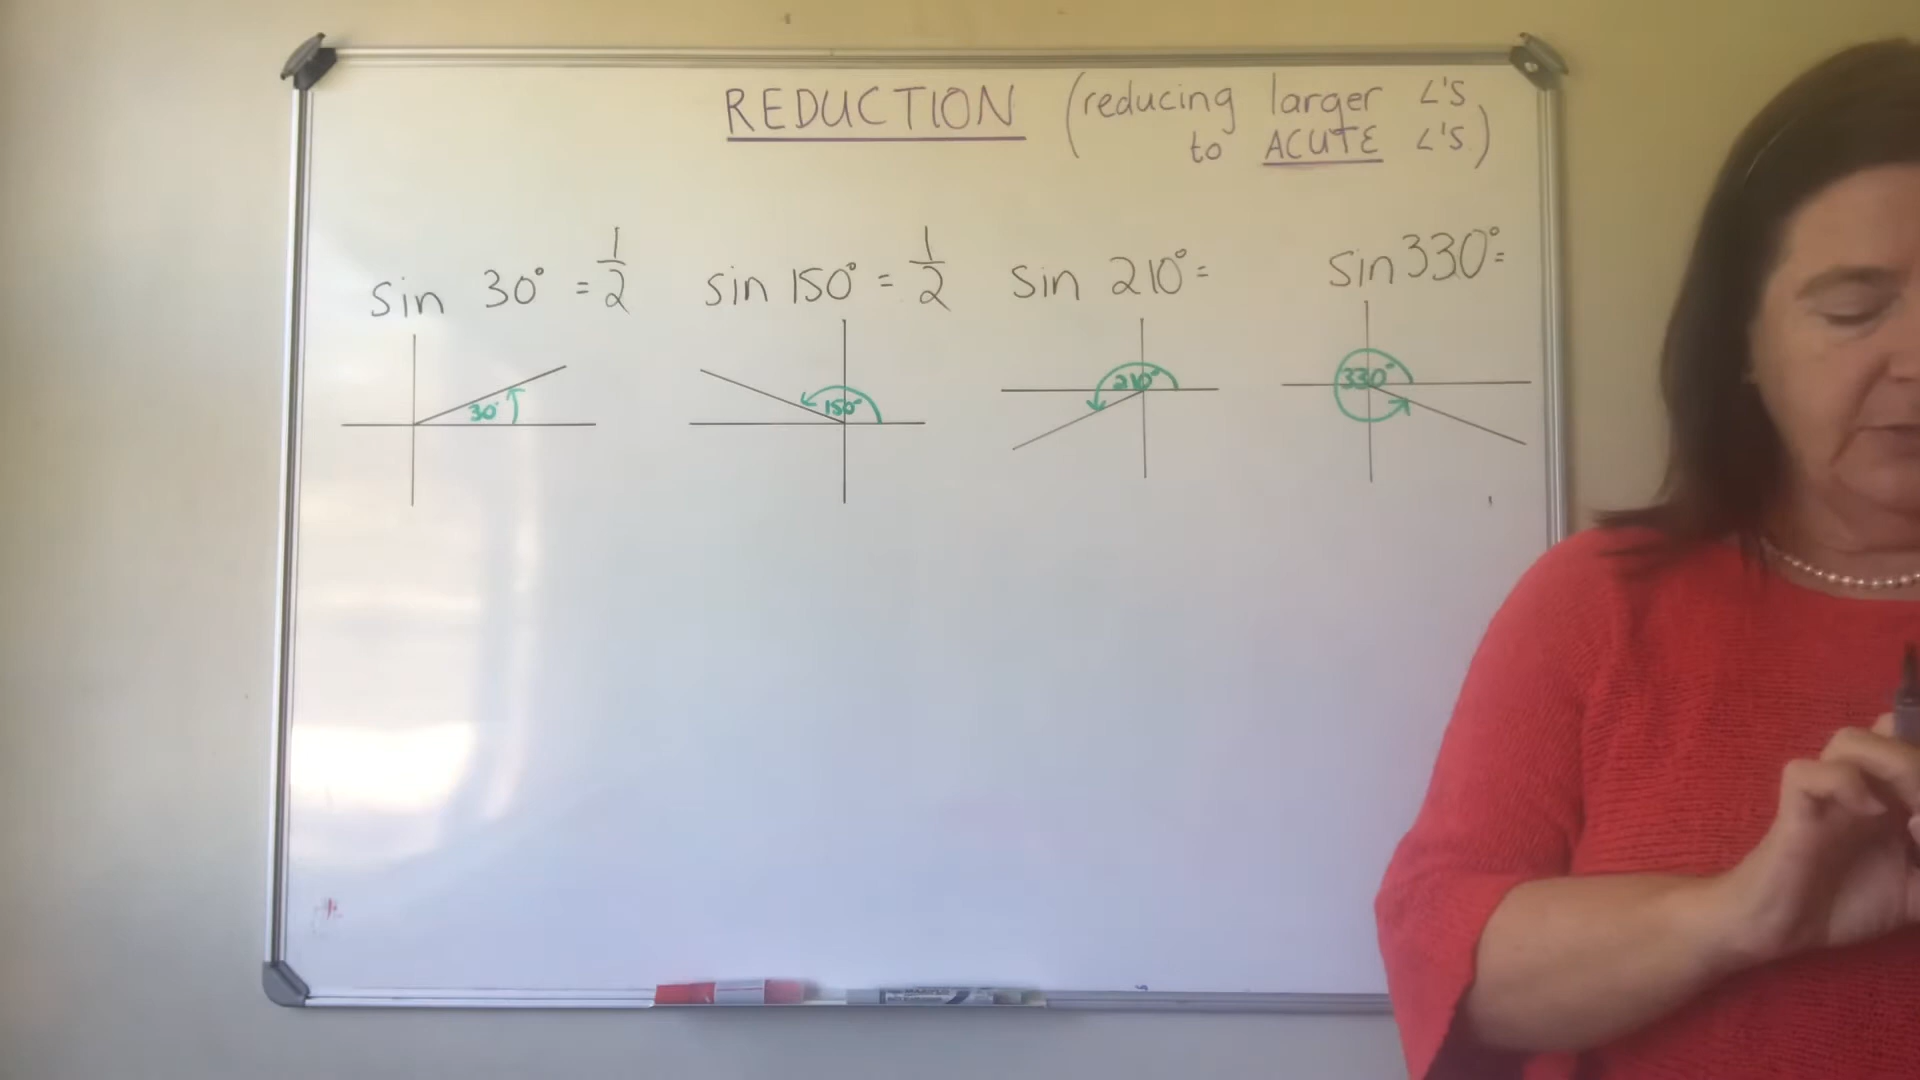 REDUCTION (reducing larger ∠'S
to ACUTE ∠'S)
sin 30° = 1/2
sin 150° = 1/2
sin 210° =
sin 330° =
30°
150°
210°
330°